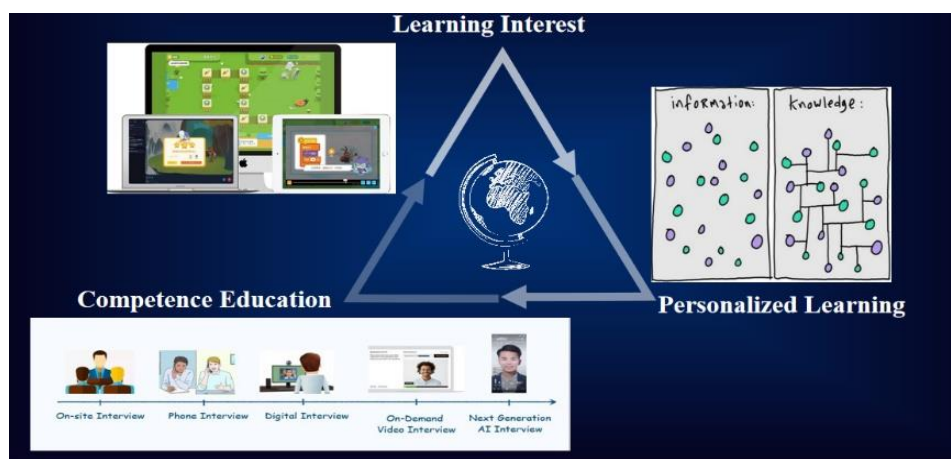 Learning Interest
information:
knowledge:
Competence Education
Personalized Learning
On-site Interview
Phone Interview
Digital Interview
On-Demand
Video Interview
Next Generation
AI Interview